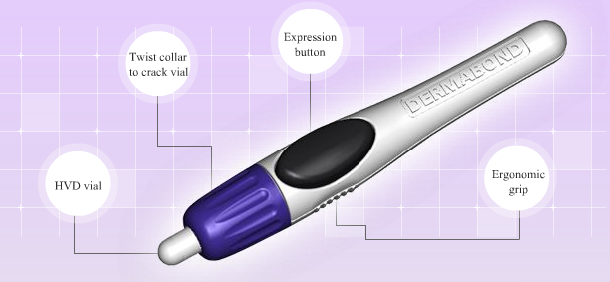 Expression
button
Twist collar
to crack vial
DERMABOND
HVD vial
Ergonomic
grip